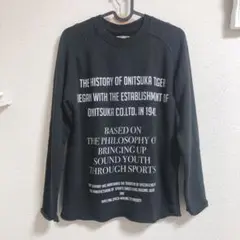 THE HISTORY OF ONITSUKA TIGER
BEGAN WITH THE ESTABLISHMNT OF
ONITSUKA CO.LTD. IN 194
BASED ON
THE PHILOSOPHY O
BRINGING UP
SOUND YOUTH
THROUGH SPORTS